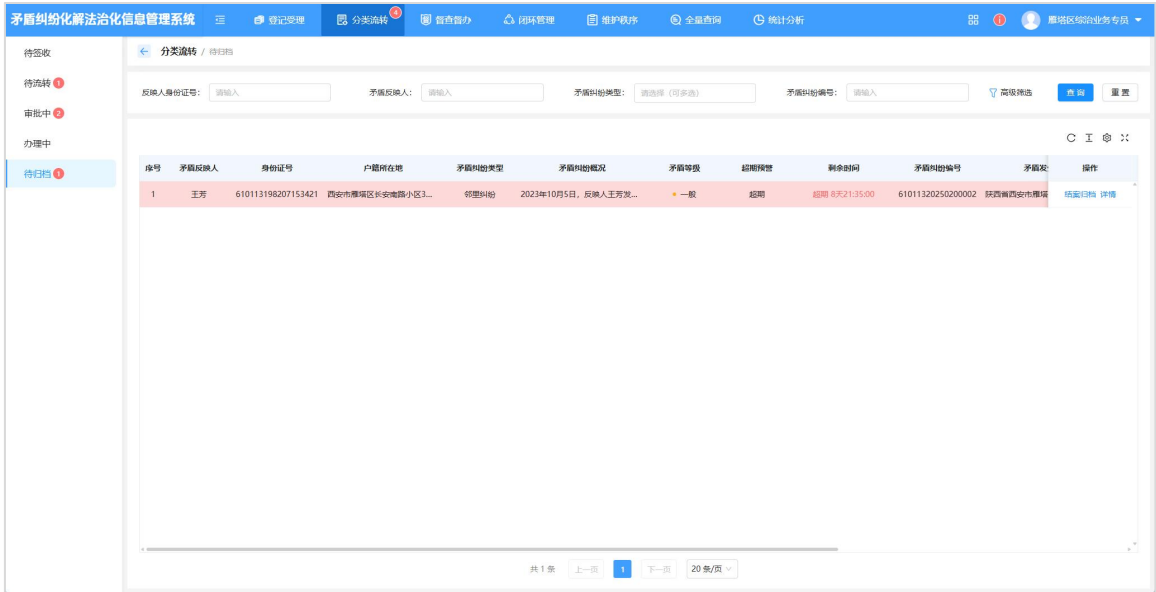 矛盾纠纷化解法治化信息管理系统 登记受理 分类流转 4 督查督办 闭环管理 维护秩序 全量查询 统计分析 雁塔区综治业务专员
待签收
待流转 1
审批中 2
办理中
待归档 1
分类流转 / 待归档
反映人身份证号: 请输入 矛盾反映人: 请输入 矛盾纠纷类型: 请选择（可多选） 矛盾纠纷编号: 请输入 高级筛选 查询 重置
序号 矛盾反映人 身份证号 户籍所在地 矛盾纠纷类型 矛盾纠纷概况 矛盾等级 超期预警 剩余时间 矛盾纠纷编号 矛盾发 操作
1 王芳 610113198207153421 西安市雁塔区长安南路小区3... 邻里纠纷 2023年10月5日，反映人王芳发... 一般 超期 超期 8天21:35:00 61011320250200002 陕西省西安市雁塔 结案归档 详情
共 1 条 上一页 1 下一页 20 条/页